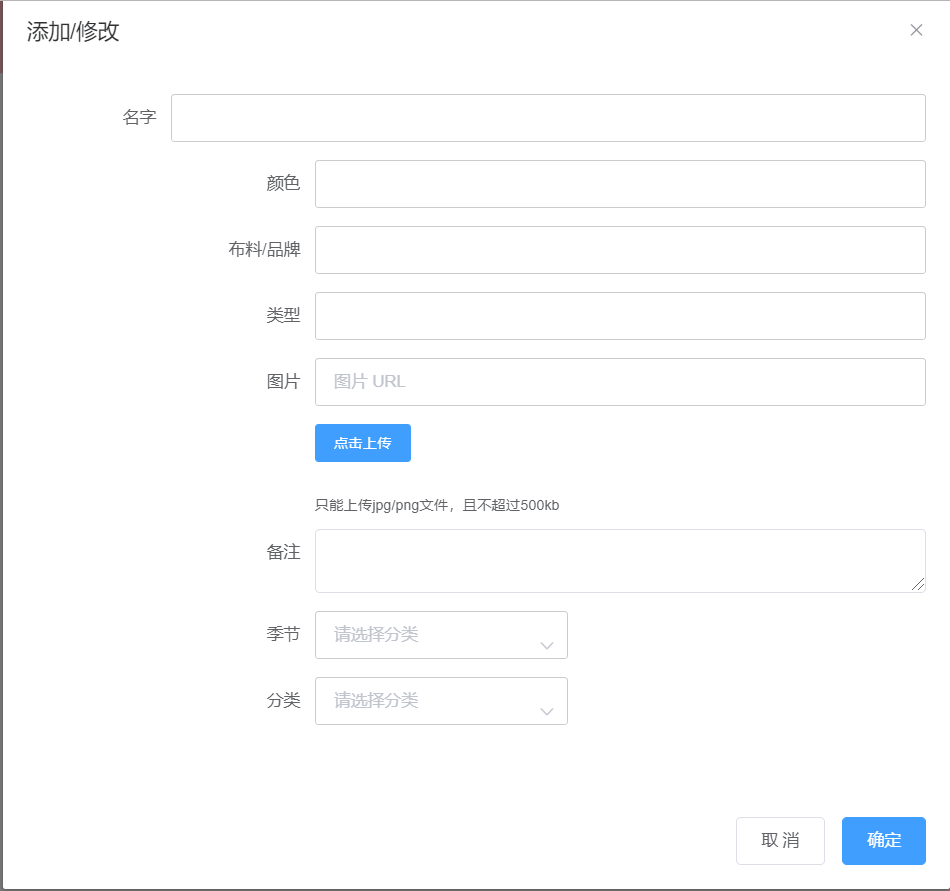 添加/修改
名字
颜色
布料/品牌
类型
图片 图片 URL
点击上传
只能上传jpg/png文件，且不超过500kb
备注
季节 请选择分类
分类 请选择分类
取 消 确定